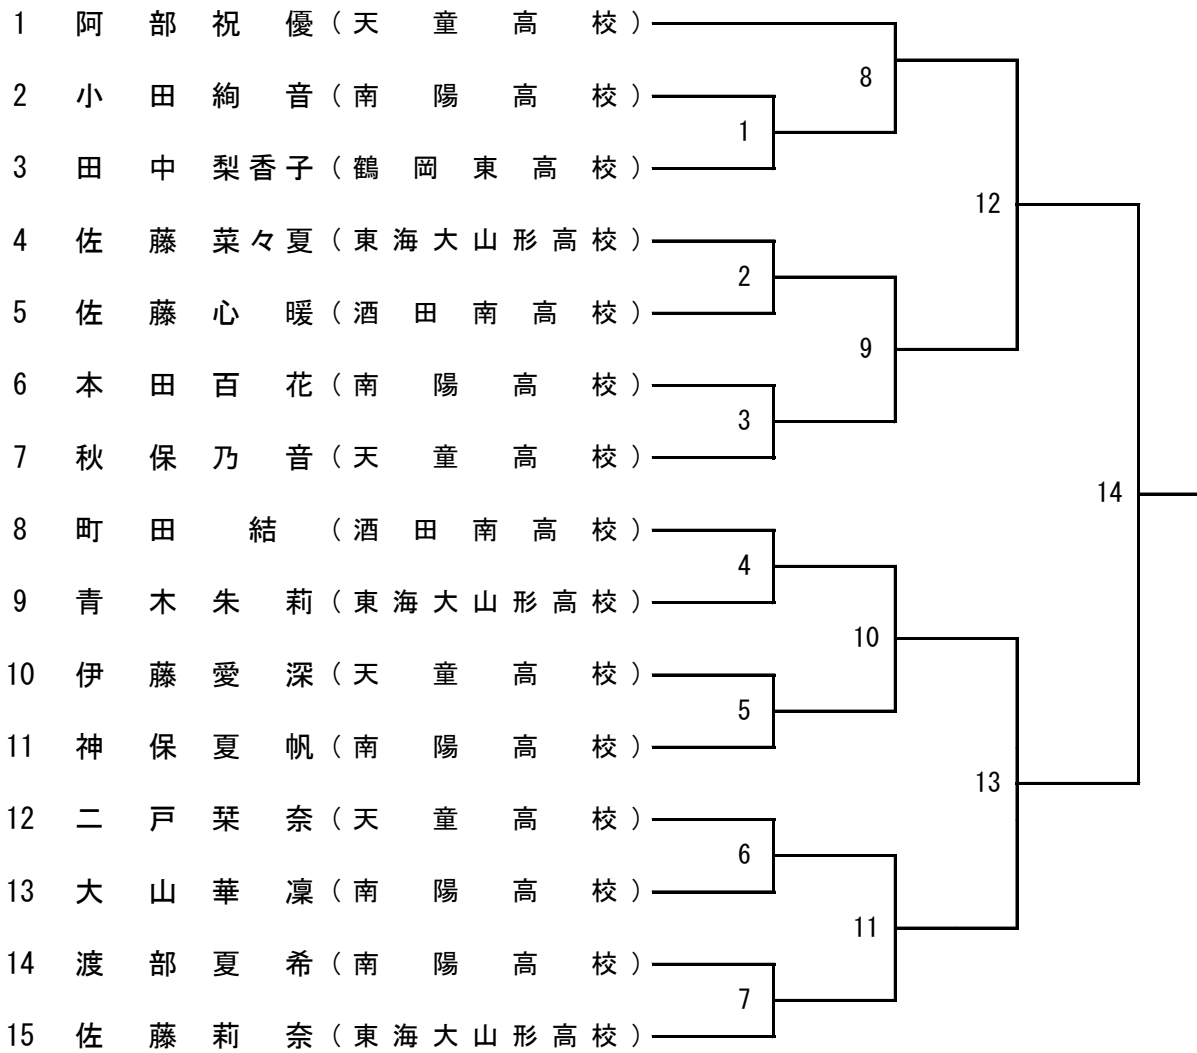 1 阿部祝優(天童高校)
8
2 小田絢音(南陽高校)
1
3 田中梨香子(鶴岡東高校)
12
4 佐藤菜々夏(東海大山形高校)
2
5 佐藤心暖(酒田南高校)
9
6 本田百花(南陽高校)
3
7 秋保乃音(天童高校)
14
8 町田結(酒田南高校)
4
9 青木朱莉(東海大山形高校)
10
10 伊藤愛深(天童高校)
5
11 神保夏帆(南陽高校)
13
12 二戸栞奈(天童高校)
6
13 大山華凜(南陽高校)
11
14 渡部夏希(南陽高校)
7
15 佐藤莉奈(東海大山形高校)